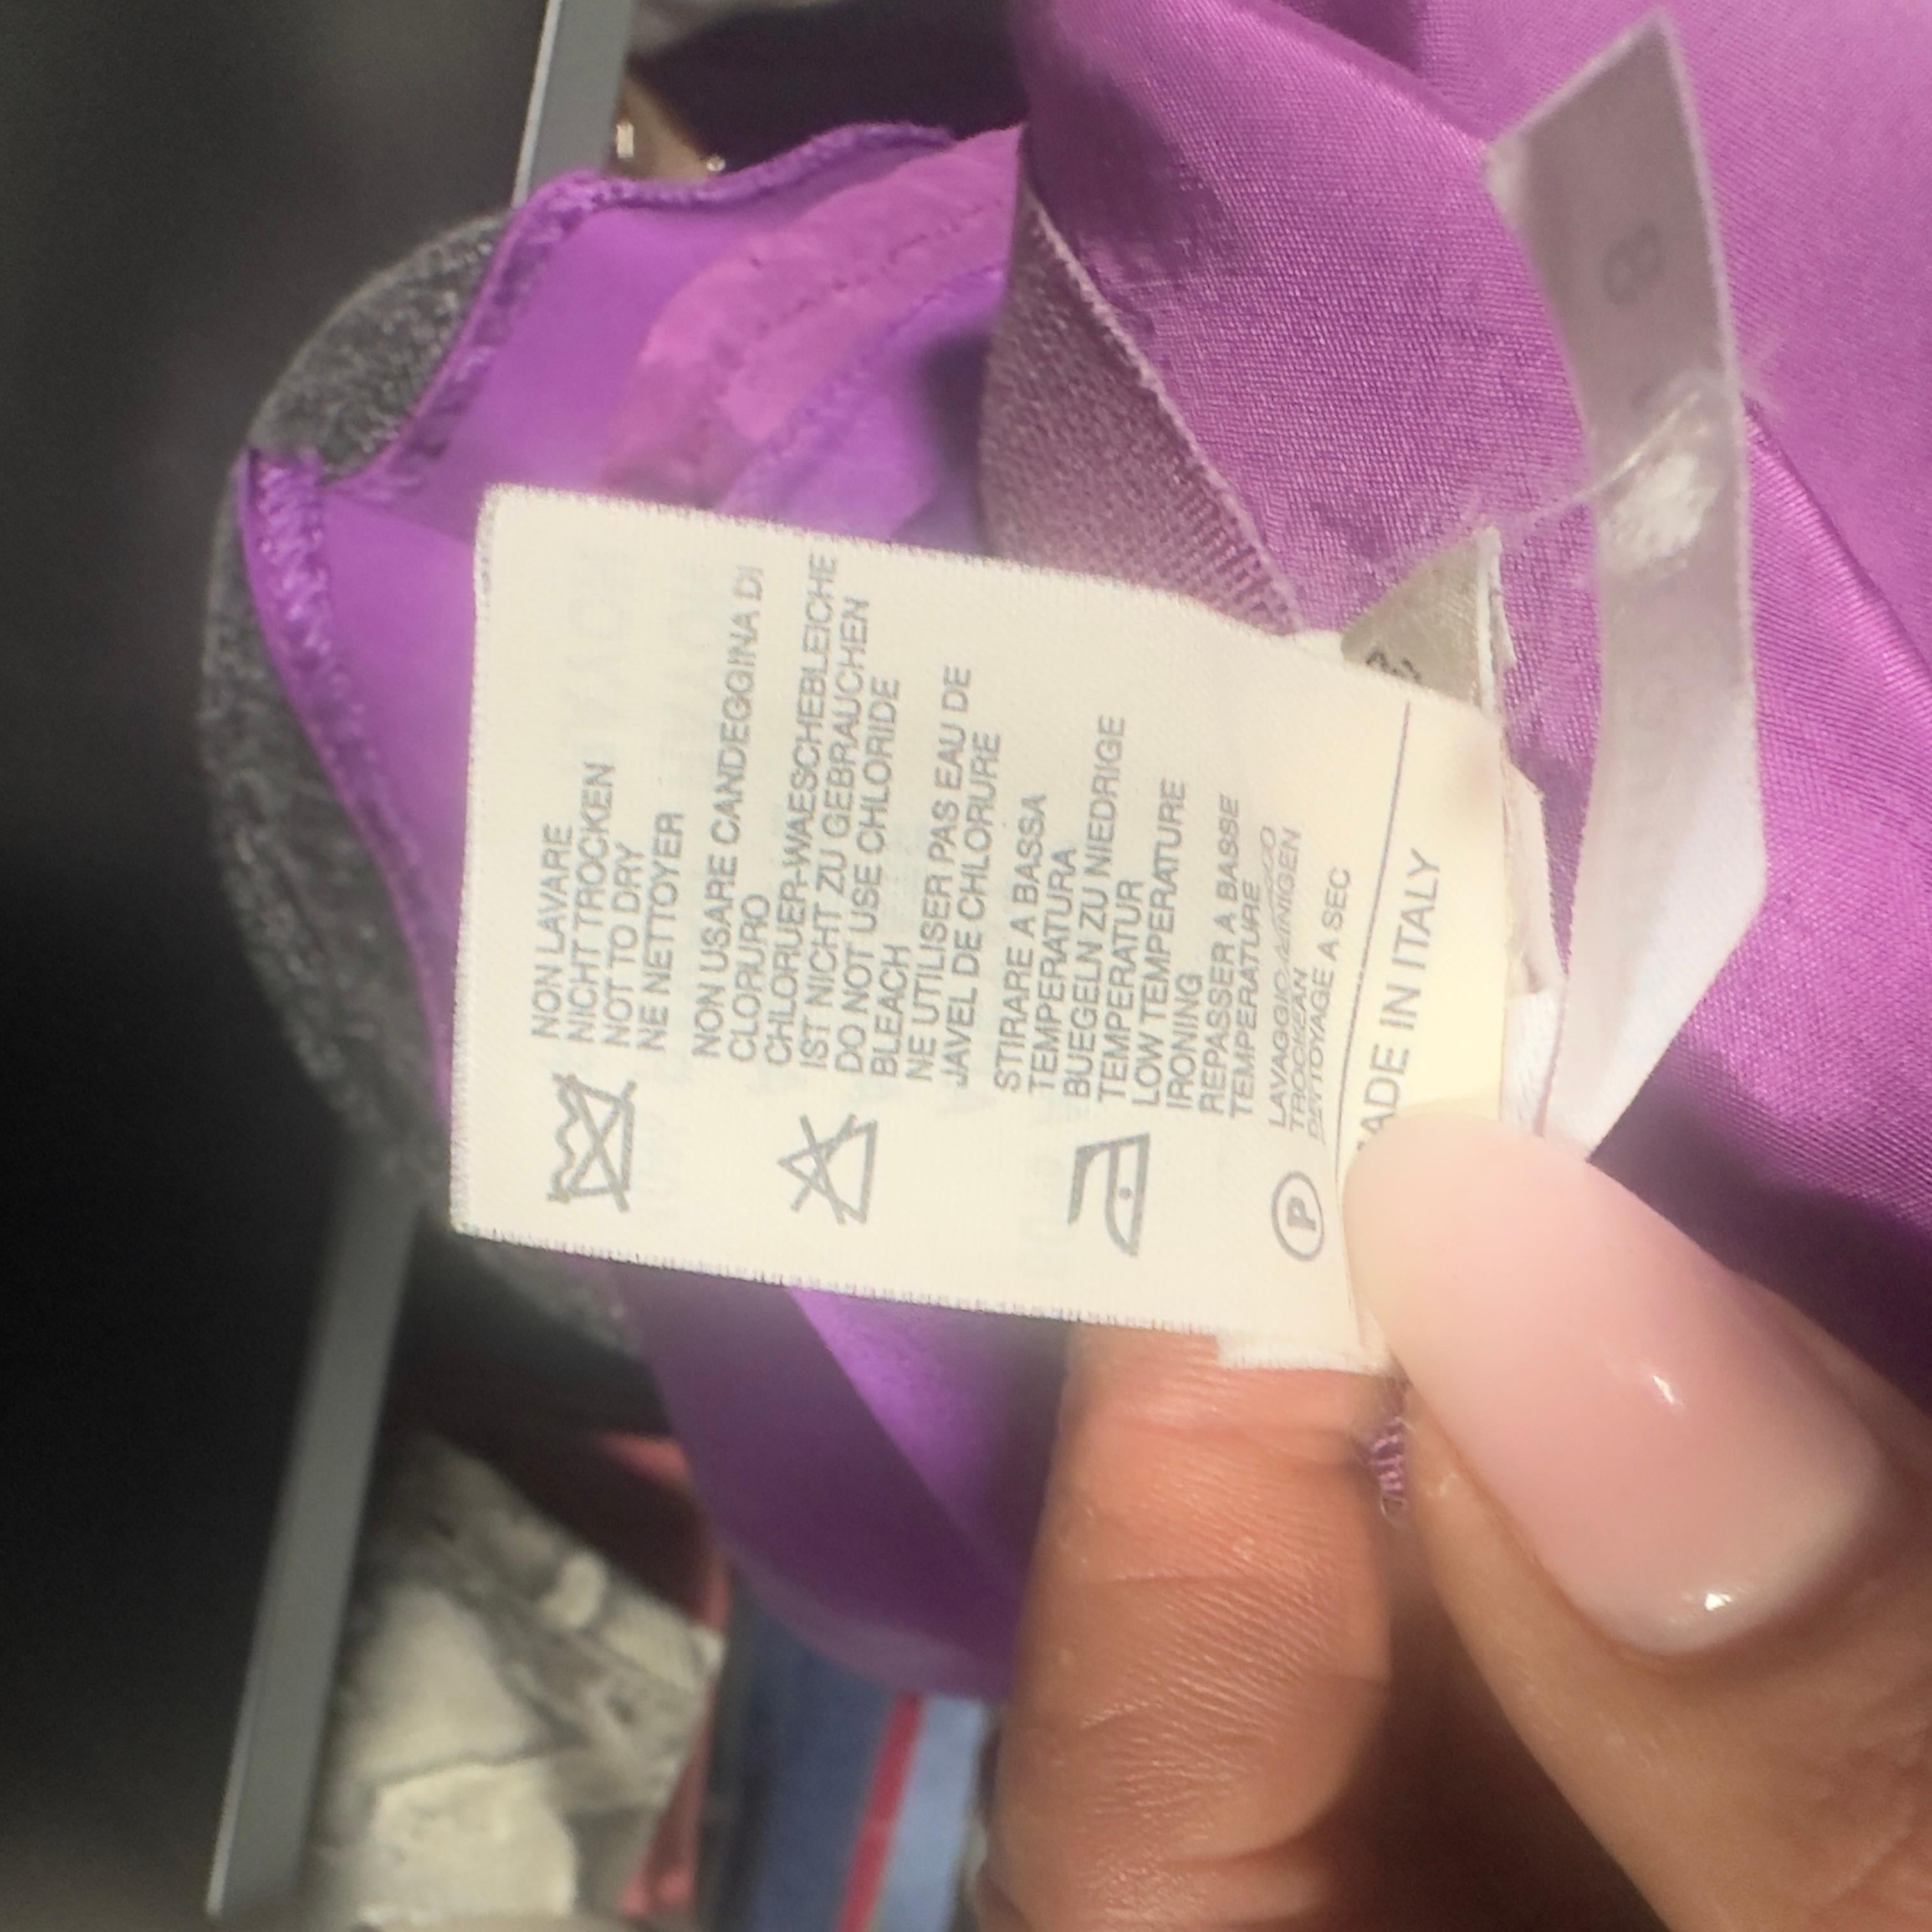 NON LAVARE
NICHT TROCKEN
NOT TO DRY
NE NETTOYER
NON USARE CANDEGGINA DI
CLORURO
CHLORUER-WAESCHEBLEICHE
IST NICHT ZU GEBRAUCHEN
DO NOT USE CHLORIDE
BLEACH
NE UTILISER PAS EAU DE
JAVEL DE CHLORURE
STIRARE A BASSA
TEMPERATURA
BUEGELN ZU NIEDRIGE
TEMPERATUR
LOW TEMPERATURE
IRONING
REPASSER A BASSE
TEMPERATURE
P
LAVAGGIO
A SEC
ADE IN ITALY
8